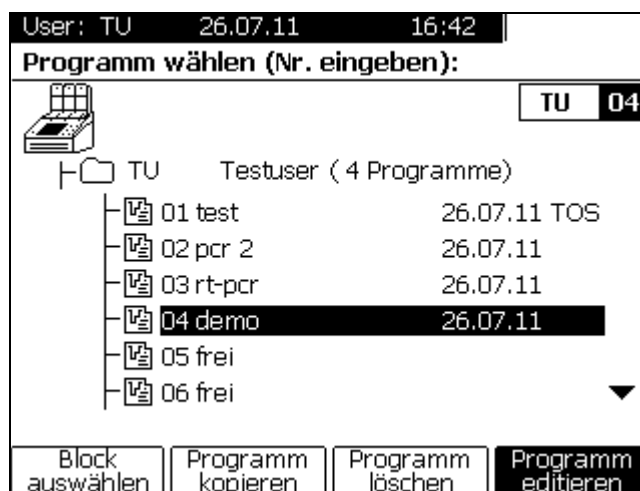 User: TU 26.07.11 16:42
Programm wählen (Nr. eingeben):
TU 04
TU Testuser ( 4 Programme)
01 test 26.07.11 TOS
02 pcr 2 26.07.11
03 rt-pcr 26.07.11
04 demo 26.07.11
05 frei
06 frei
Block auswählen
Programm kopieren
Programm löschen
Programm editieren